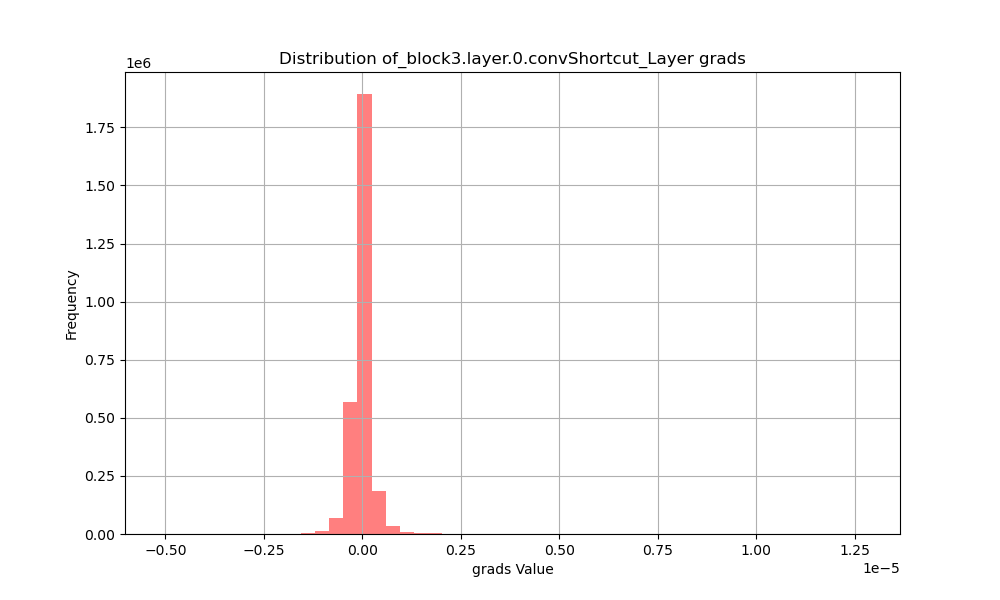 Distribution of_block3.layer.0.convShortcut_Layer grads
1e6
1.75
1.50
1.25
1.00
0.75
0.50
0.25
0.00
Frequency
−0.50 −0.25 0.00 0.25 0.50 0.75 1.00 1.25
1e−5
grads Value